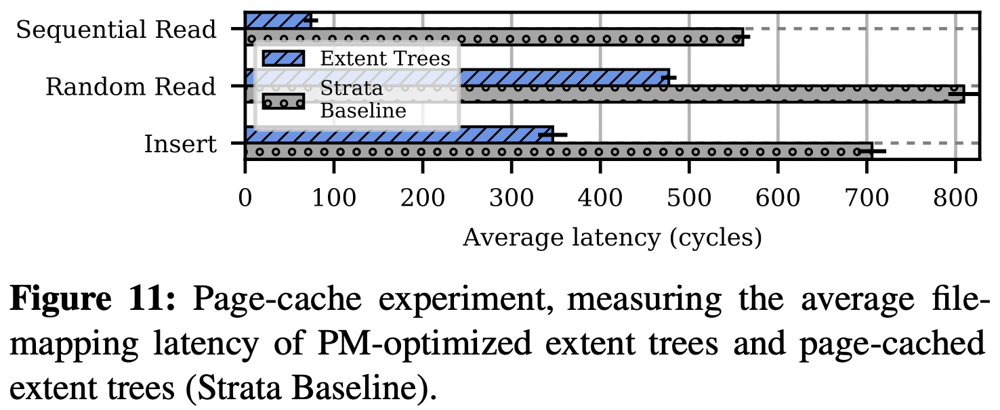 Sequential Read
Extent Trees
Random Read
Strata
Baseline
Insert
0 100 200 300 400 500 600 700 800
Average latency (cycles)
Figure 11: Page-cache experiment, measuring the average file-
mapping latency of PM-optimized extent trees and page-cached
extent trees (Strata Baseline).